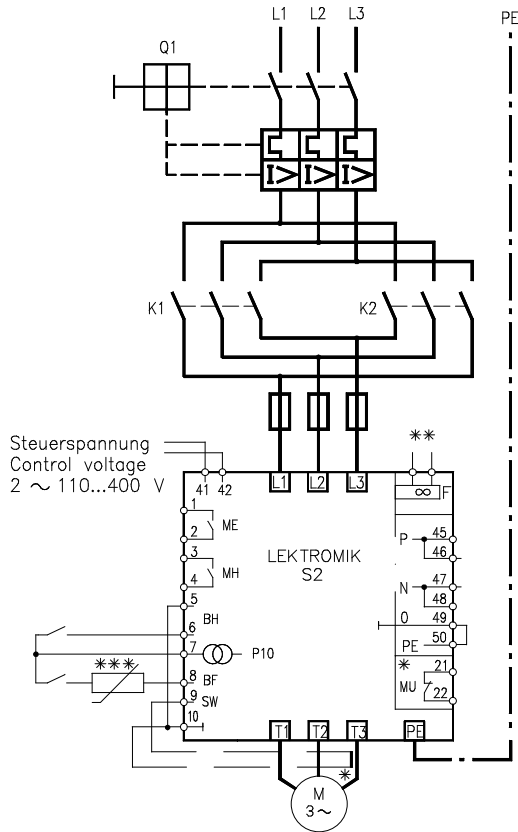 L1 L2 L3 PE
Q1
I> I> I>
K1 K2
**
Steuerspannung
Control voltage
2 ~ 110...400 V
41 42 L1 L2 L3 ∞ F
1 ME 2
3 MH 4
LEKTROMIK
S2
P 45
46
N 47
48
0 49
PE 50
5
BH
6
7 P10
***
8 BF
9 SW
10
* 21
MU 22
T1 T2 T3 PE
*
M
3~